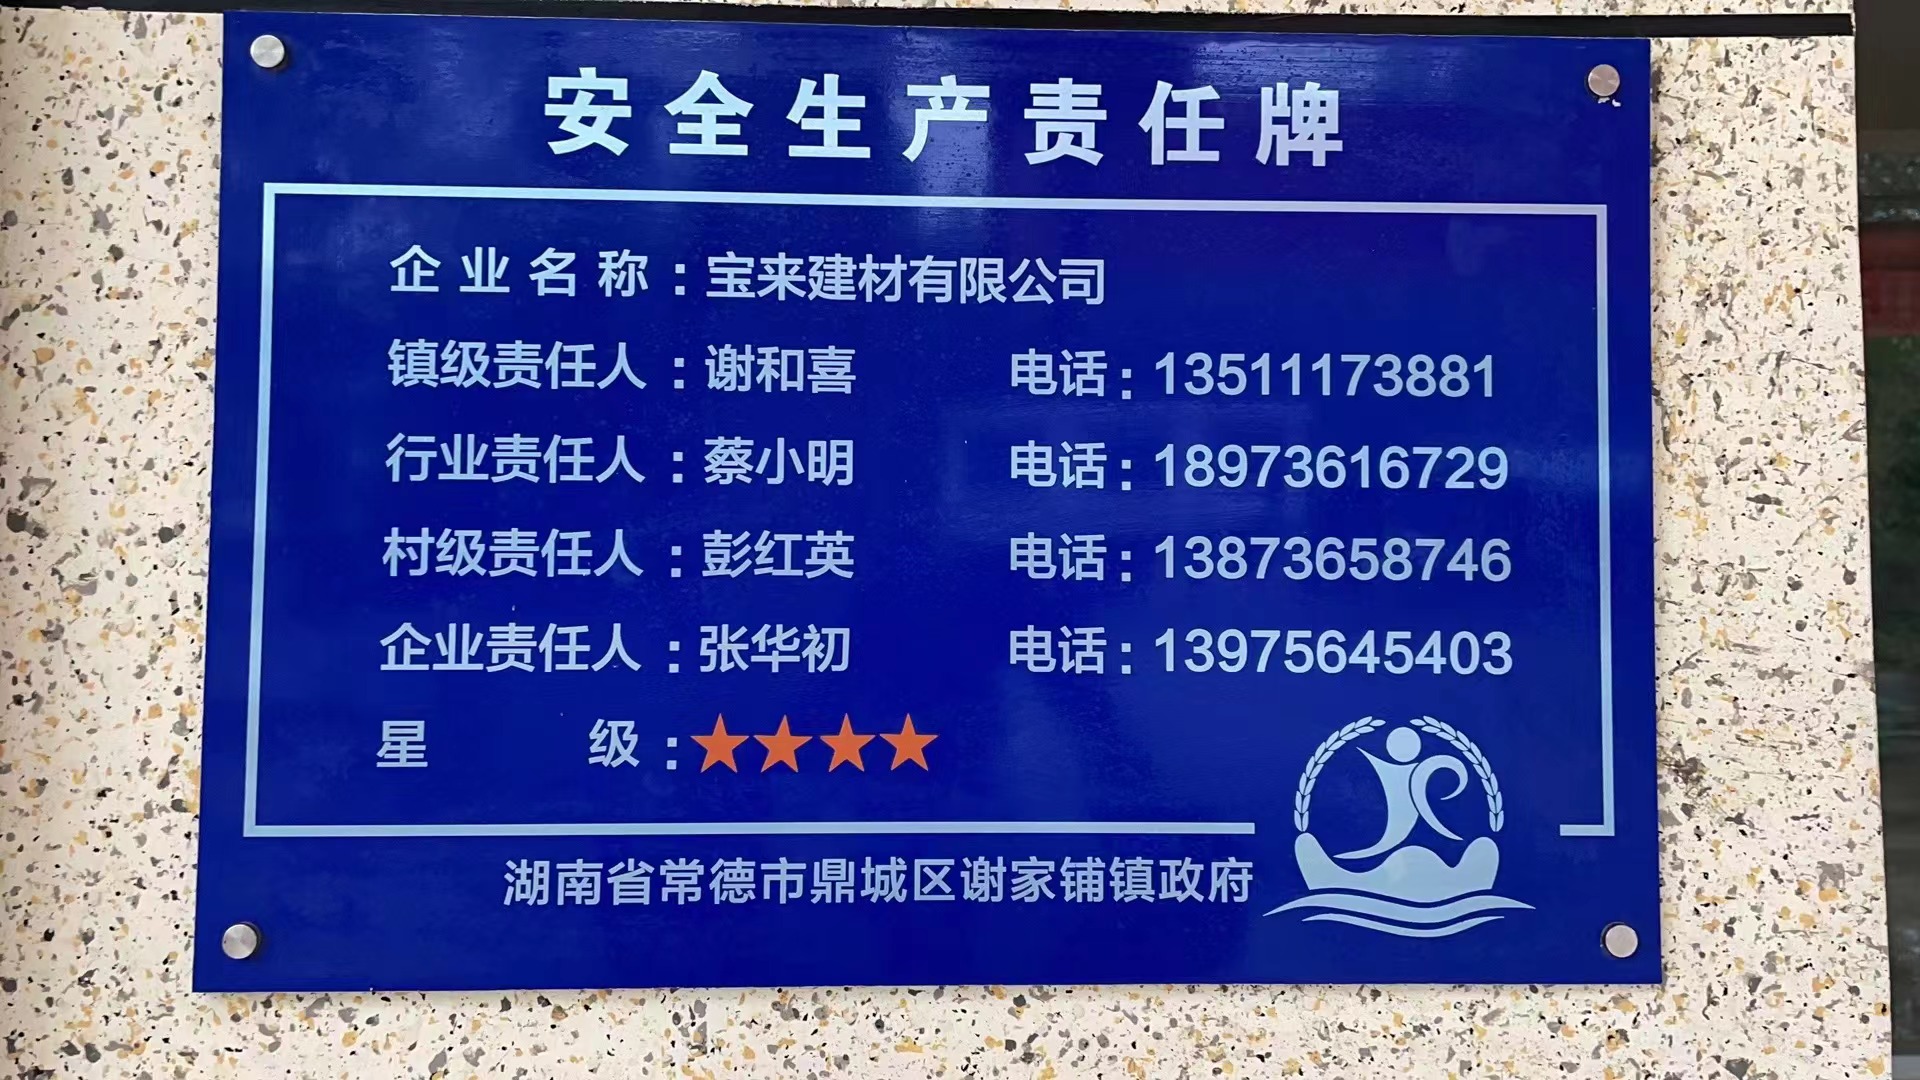 安全生产责任牌
企业名称：宝来建材有限公司
镇级责任人：谢和喜 电话：13511173881
行业责任人：蔡小明 电话：18973616729
村级责任人：彭红英 电话：13873658746
企业责任人：张华初 电话：13975645403
星级：★★★★
湖南省常德市鼎城区谢家铺镇政府